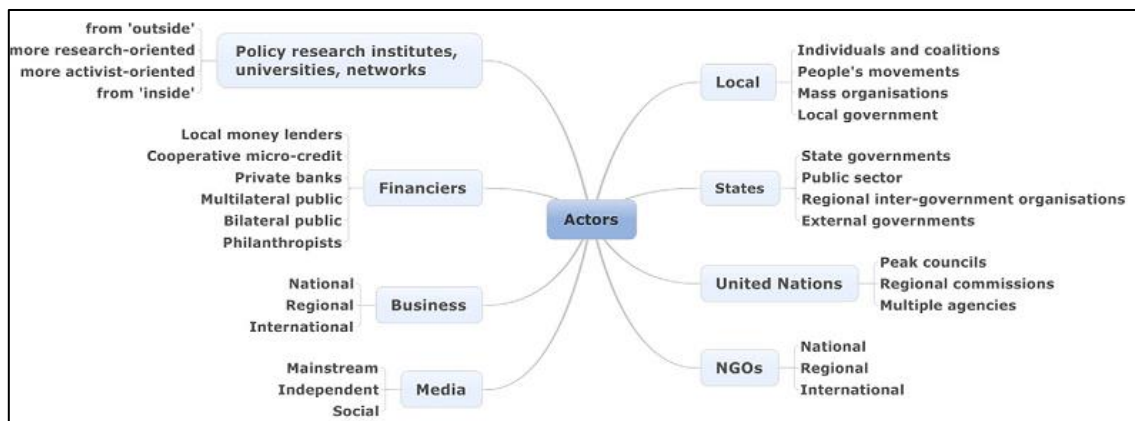 from 'outside'
more research-oriented
more activist-oriented
from 'inside'
Policy research institutes,
universities, networks
Local money lenders
Cooperative micro-credit
Private banks
Multilateral public
Bilateral public
Philanthropists
Financiers
National
Regional
International
Business
Mainstream
Independent
Social
Media
Actors
Local
Individuals and coalitions
People's movements
Mass organisations
Local government
States
State governments
Public sector
Regional inter-government organisations
External governments
United Nations
Peak councils
Regional commissions
Multiple agencies
NGOs
National
Regional
International